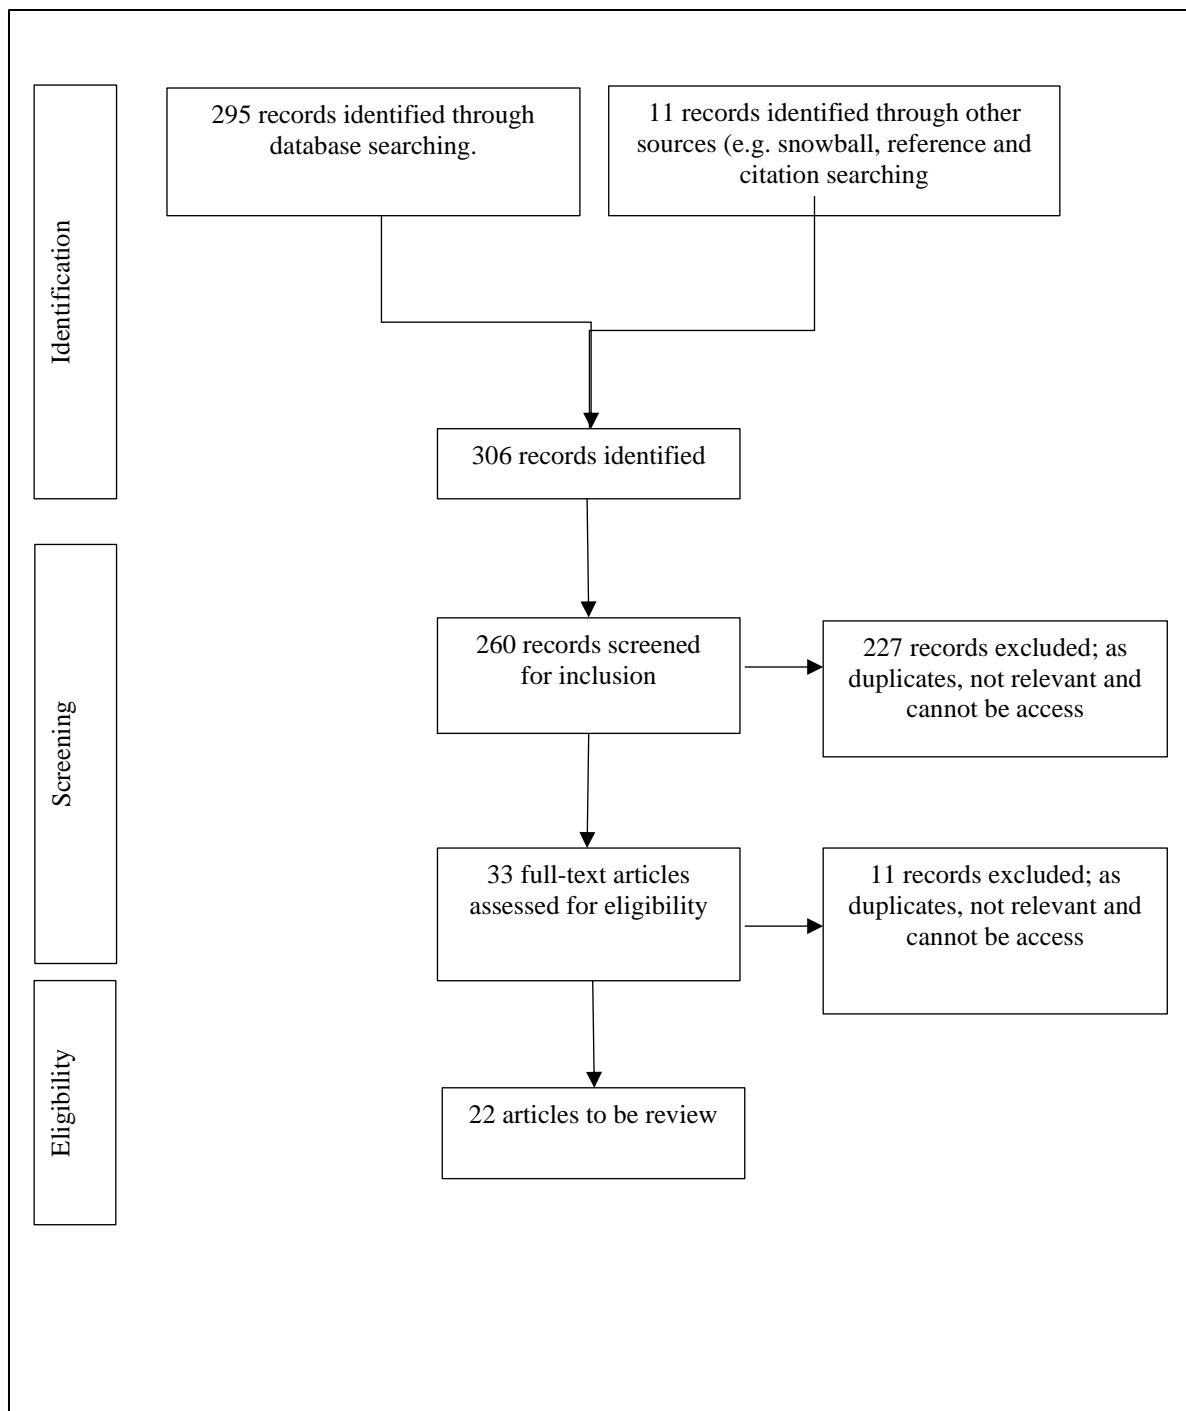 Identification
295 records identified through
database searching.
11 records identified through other
sources (e.g. snowball, reference and
citation searching
306 records identified
Screening
260 records screened
for inclusion
227 records excluded; as
duplicates, not relevant and
cannot be access
33 full-text articles
assessed for eligibility
11 records excluded; as
duplicates, not relevant and
cannot be access
Eligibility
22 articles to be review